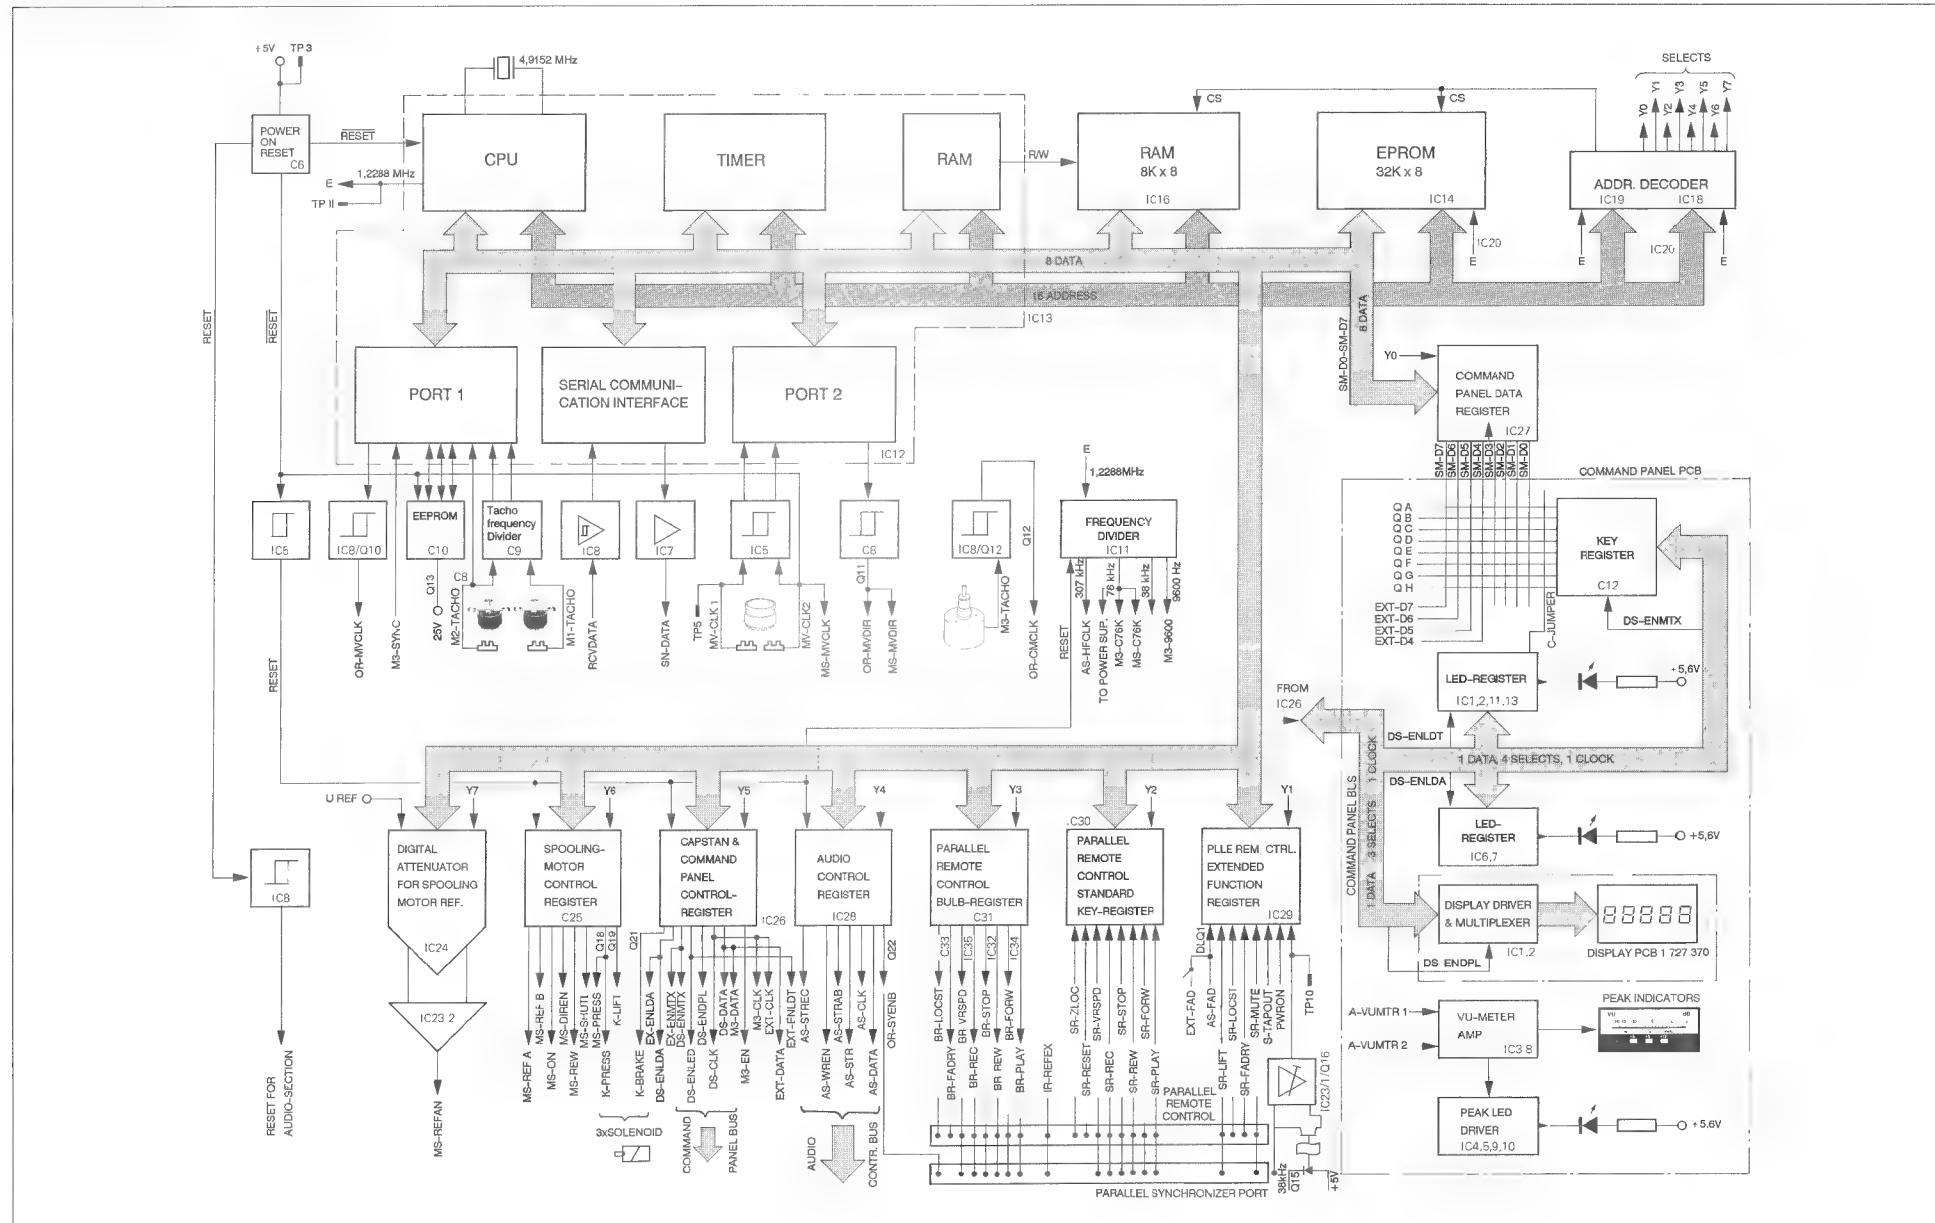 +5V TP3
4,9152 MHz
SELECTS
Y0 Y1 Y2 Y3 Y4 Y5 Y6 Y7
POWER
ON
RESET
C6
RESET
CPU
TIMER
RAM
R/W
CS
RAM
8K x 8
IC16
CS
EPROM
32K x 8
IC14
ADDR. DECODER
IC19 IC18
E 1,2288 MHz
TP II
IC20
E
E
IC20
E
8 DATA
16 ADDRESS
IC13
RESET
RESET
SM-D0-SM-D7
8 DATA
PORT 1
SERIAL COMMUNI-
CATION INTERFACE
PORT 2
IC12
Y0
COMMAND
PANEL DATA
REGISTER
IC27
SM-D7
SM-D6
SM-D5
SM-D4
SM-D3
SM-D2
SM-D1
SM-D0
COMMAND PANEL PCB
IC5
IC8/Q10
EEPROM
C10
Tacho
frequency
Divider
C9
IC8
IC7
IC5
C8
IC8/Q12
Q12
E
1,2288MHz
FREQUENCY
DIVIDER
IC11
307 kHz
76 kHz
38 kHz
9600 Hz
Q A
Q B
Q C
Q D
Q E
Q F
Q G
Q H
KEY
REGISTER
C12
EXT-D7
EXT-D6
EXT-D5
EXT-D4
C-JUMPER
DS-ENMTX
OR-MVCLK
M3-SYNC
Q13
25V
C8
M2-TACHO
M1-TACHO
RCVDATA
SN-DATA
TP5
MV-CLK 1
MV-CLK2
MS-MVCLK
Q11
OR-MVDIR
MS-MVDIR
M3-TACHO
OR-CMCLK
RESET
AS-HFCLK
TO POWER SUP.
M3-C76K
MS-C76K
M3-9600
RESET
LED-REGISTER
IC1,2,11,13
+5,6V
FROM
IC26
DS-ENLDT
1 DATA, 4 SELECTS, 1 CLOCK
DS-ENLDA
COMMAND PANEL BUS
1 DATA 3 SELECTS 1 CLOCK
LED-
REGISTER
IC6,7
+5,6V
U REF
Y7
Y6
Y5
Y4
Y3
Y2
Y1
DIGITAL
ATTENUATOR
FOR SPOOLING
MOTOR REF.
IC24
SPOOLING-
MOTOR
CONTROL
REGISTER
C25
CAPSTAN &
COMMAND
PANEL
CONTROL-
REGISTER
IC26
AUDIO
CONTROL
REGISTER
IC28
PARALLEL
REMOTE
CONTROL
BULB-REGISTER
C31
.C30
PARALLEL
REMOTE
CONTROL
STANDARD
KEY-REGISTER
PLLE REM, CTRL.
EXTENDED
FUNCTION
REGISTER
IC29
DISPLAY DRIVER
& MULTIPLEXER
IC1,2
88888
DISPLAY PCB 1 727 370
DS ENDPL
IC8
IC23 2
Q18
Q19
Q21
Q22
C33
IC35
IC32
IC34
DLQ1
MS-REF A
MS-REF B
MS-ON
MS-DIREN
MS-REW
MS-SHUTL
MS-PRESS
K-PRESS
K-LIFT
K-BRAKE
EX-ENLDA
DS-ENLDA
EX-ENMTX
DS-ENMTX
DS-ENLED
DS-ENDPL
DS-CLK
DS-DATA
M3-DATA
M3-EN
M3-CLK
EXT-CLK
EXT-DATA
EXT-ENLDT
AS-STREC
AS-WREN
AS-STRAB
AS-STR
AS-CLK
AS-DATA
OR-SYENB
BR-LOCST
BR-FADRY
BR VRSPD
BR-REC
BR-STOP
BR REW
BR-FORW
BR-PLAY
IR-REFEX
SR-ZLOC
SR-RESET
SR-VRSPD
SR-REC
SR-STOP
SR-REW
SR-FORW
SR-PLAY
EXT-FAD
AS-FAD
SR-LIFT
SR-LOCST
SR-FADRY
SR-MUTE
S-TAPOUT
PWRON
TP10
A-VUMTR 1
A-VUMTR 2
VU-METER
AMP
IC3 8
PEAK INDICATORS
VU dB
PEAK LED
DRIVER
IC4,5,9,10
+5,6V
RESET FOR
AUDIO-SECTION
MS-REFAN
3xSOLENOID
COMMAND
PANEL BUS
AUDIO
CONTR. BUS
PARALLEL
REMOTE
CONTROL
IC23/1/Q16
PARALLEL SYNCHRONIZER PORT
38kHz
Q15
+5V